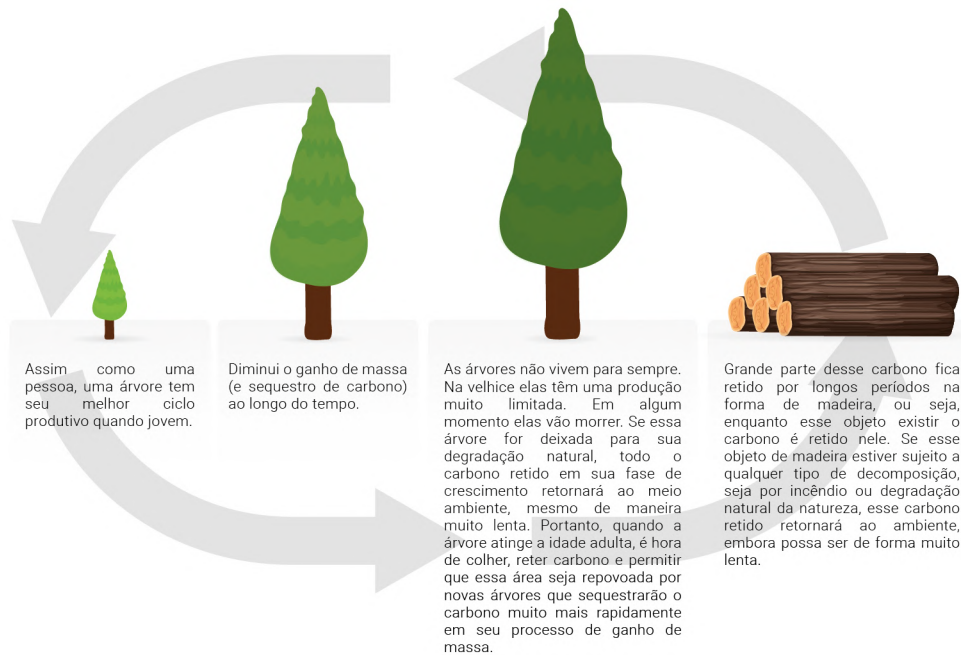 Assim como uma
pessoa, uma árvore tem
seu melhor ciclo
produtivo quando jovem.
Diminui o ganho de massa
(e sequestro de carbono)
ao longo do tempo.
As árvores não vivem para sempre.
Na velhice elas têm uma produção
muito limitada. Em algum
momento elas vão morrer. Se essa
árvore for deixada para sua
degradação natural, todo o
carbono retido em sua fase de
crescimento retornará ao meio
ambiente, mesmo de maneira
muito lenta. Portanto, quando a
árvore atinge a idade adulta, é hora
de colher, reter carbono e permitir
que essa área seja repovoada por
novas árvores que sequestrarão o
carbono muito mais rapidamente
em seu processo de ganho de
massa.
Grande parte desse carbono fica
retido por longos períodos na
forma de madeira, ou seja,
enquanto esse objeto existir o
carbono é retido nele. Se esse
objeto de madeira estiver sujeito a
qualquer tipo de decomposição,
seja por incêndio ou degradação
natural da natureza, esse carbono
retido retornará ao ambiente,
embora possa ser de forma muito
lenta.